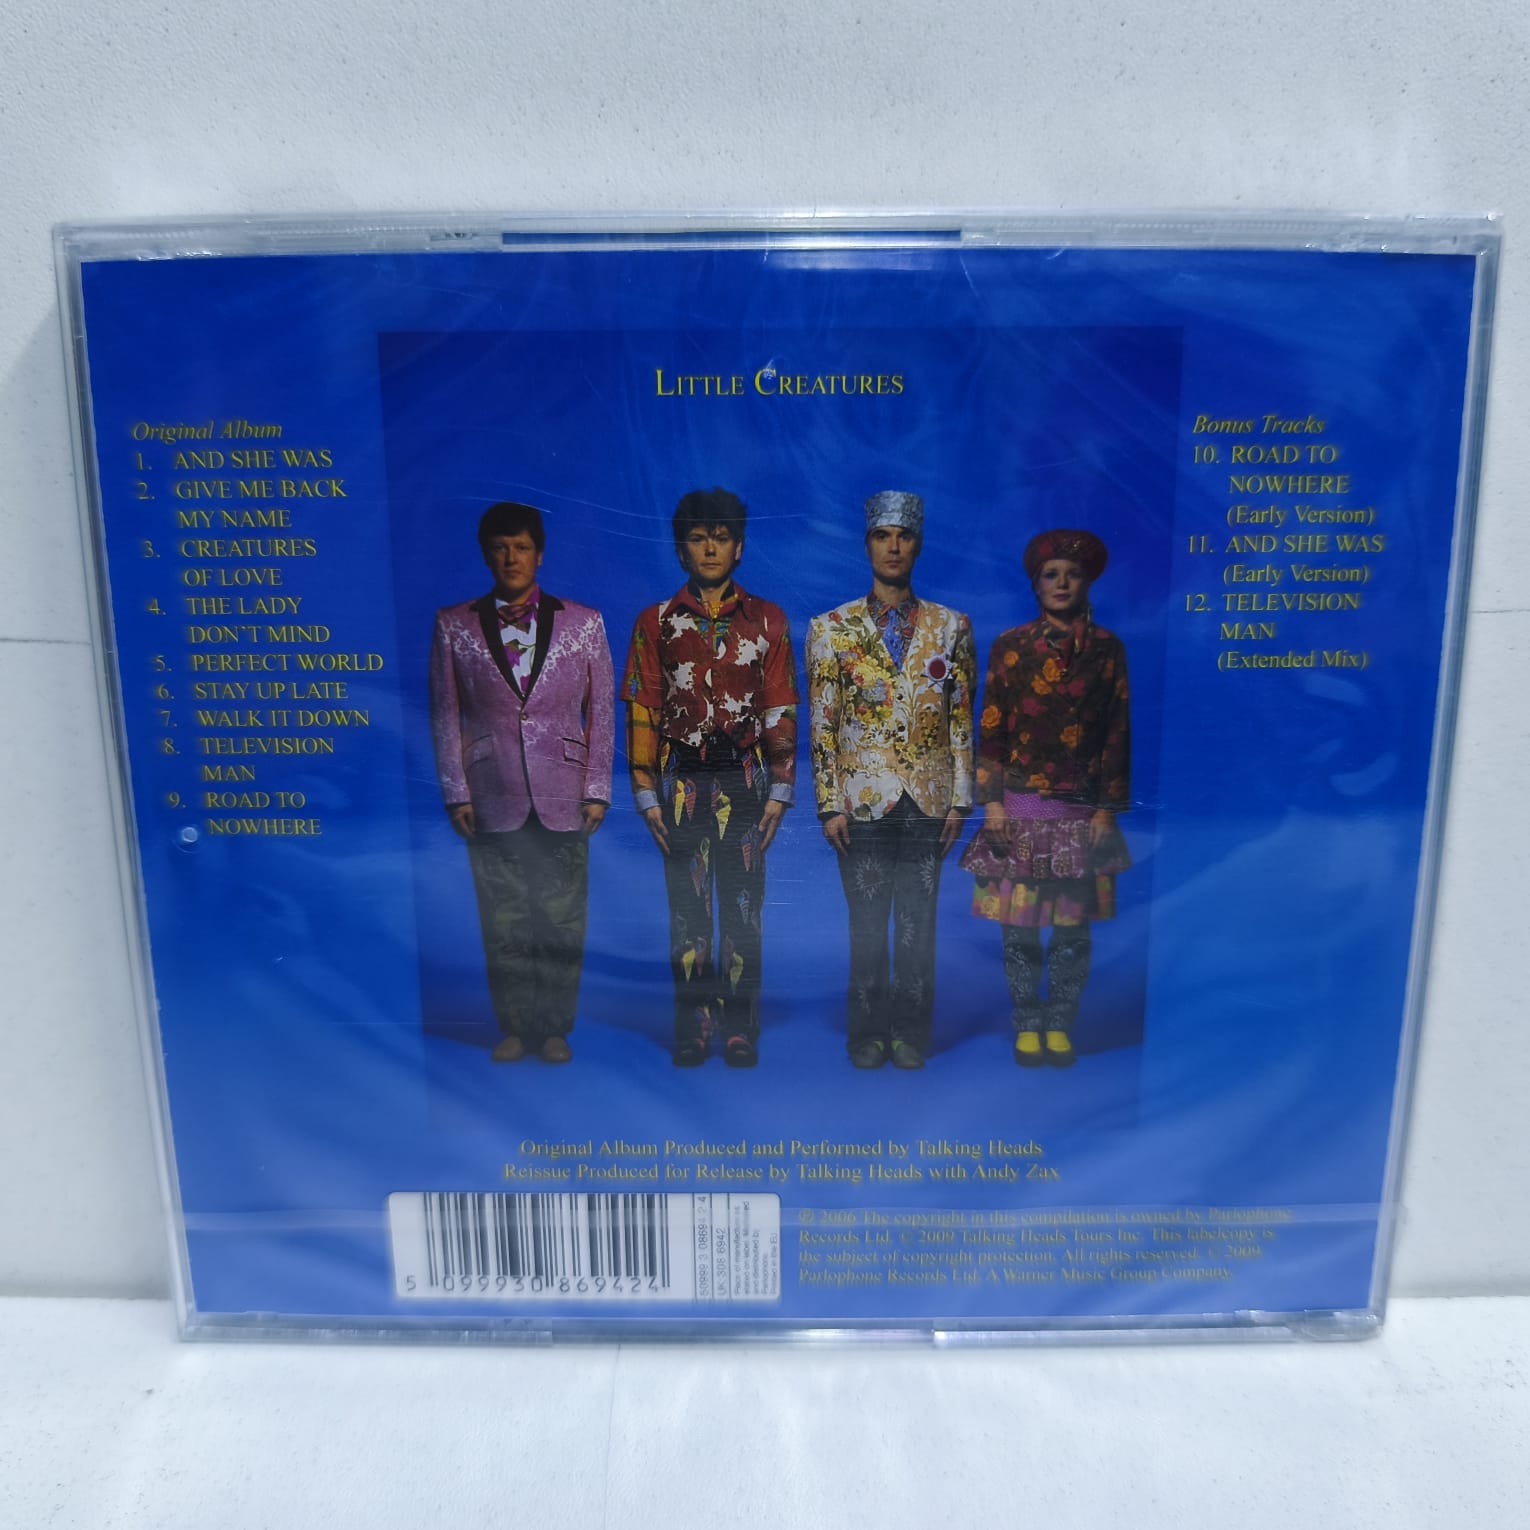 LITTLE CREATURES
Original Album
1. AND SHE WAS
2. GIVE ME BACK
MY NAME
3. CREATURES
OF LOVE
4. THE LADY
DON'T MIND
5. PERFECT WORLD
6. STAY UP LATE
7. WALK IT DOWN
8. TELEVISION
MAN
9. ROAD TO
NOWHERE
Bonus Tracks
10. ROAD TO
NOWHERE
(Early Version)
11. AND SHE WAS
(Early Version)
12. TELEVISION
MAN
(Extended Mix)
Original Album Produced and Performed by Talking Heads
Reissue Produced for Release by Talking Heads with Andy Zax
5 099930 869424
UK 308 6942
℗ 2006 The copyright in this compilation is owned by Parlophone
Records Ltd. © 2009 Talking Heads Tours Inc. This labelcopy is
the subject of copyright protection. All rights reserved. © 2009
Parlophone Records Ltd. A Warner Music Group Company.